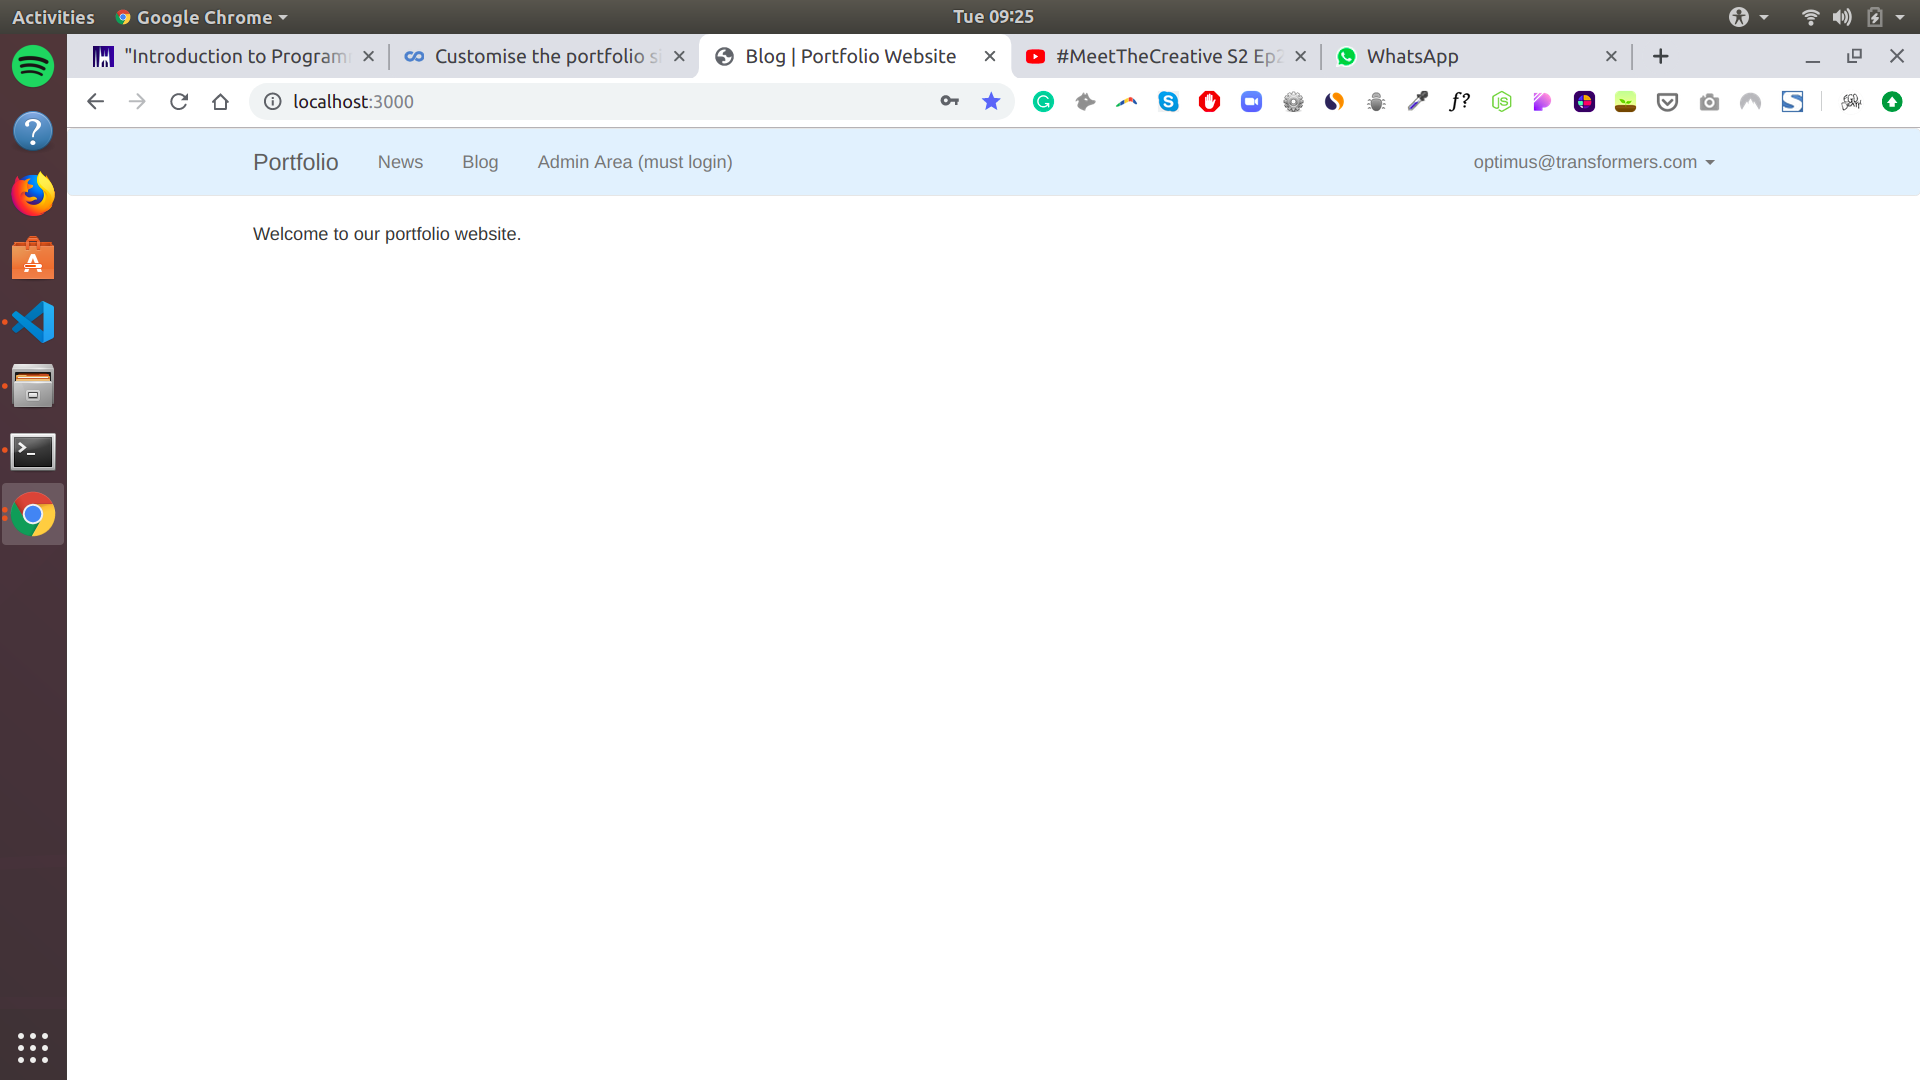 Activities Google Chrome Tue 09:25
"Introduction to Program Customise the portfolio si Blog | Portfolio Website #MeetTheCreative S2 Ep2 WhatsApp
localhost:3000 f?
Portfolio News Blog Admin Area (must login) optimus@transformers.com
Welcome to our portfolio website.